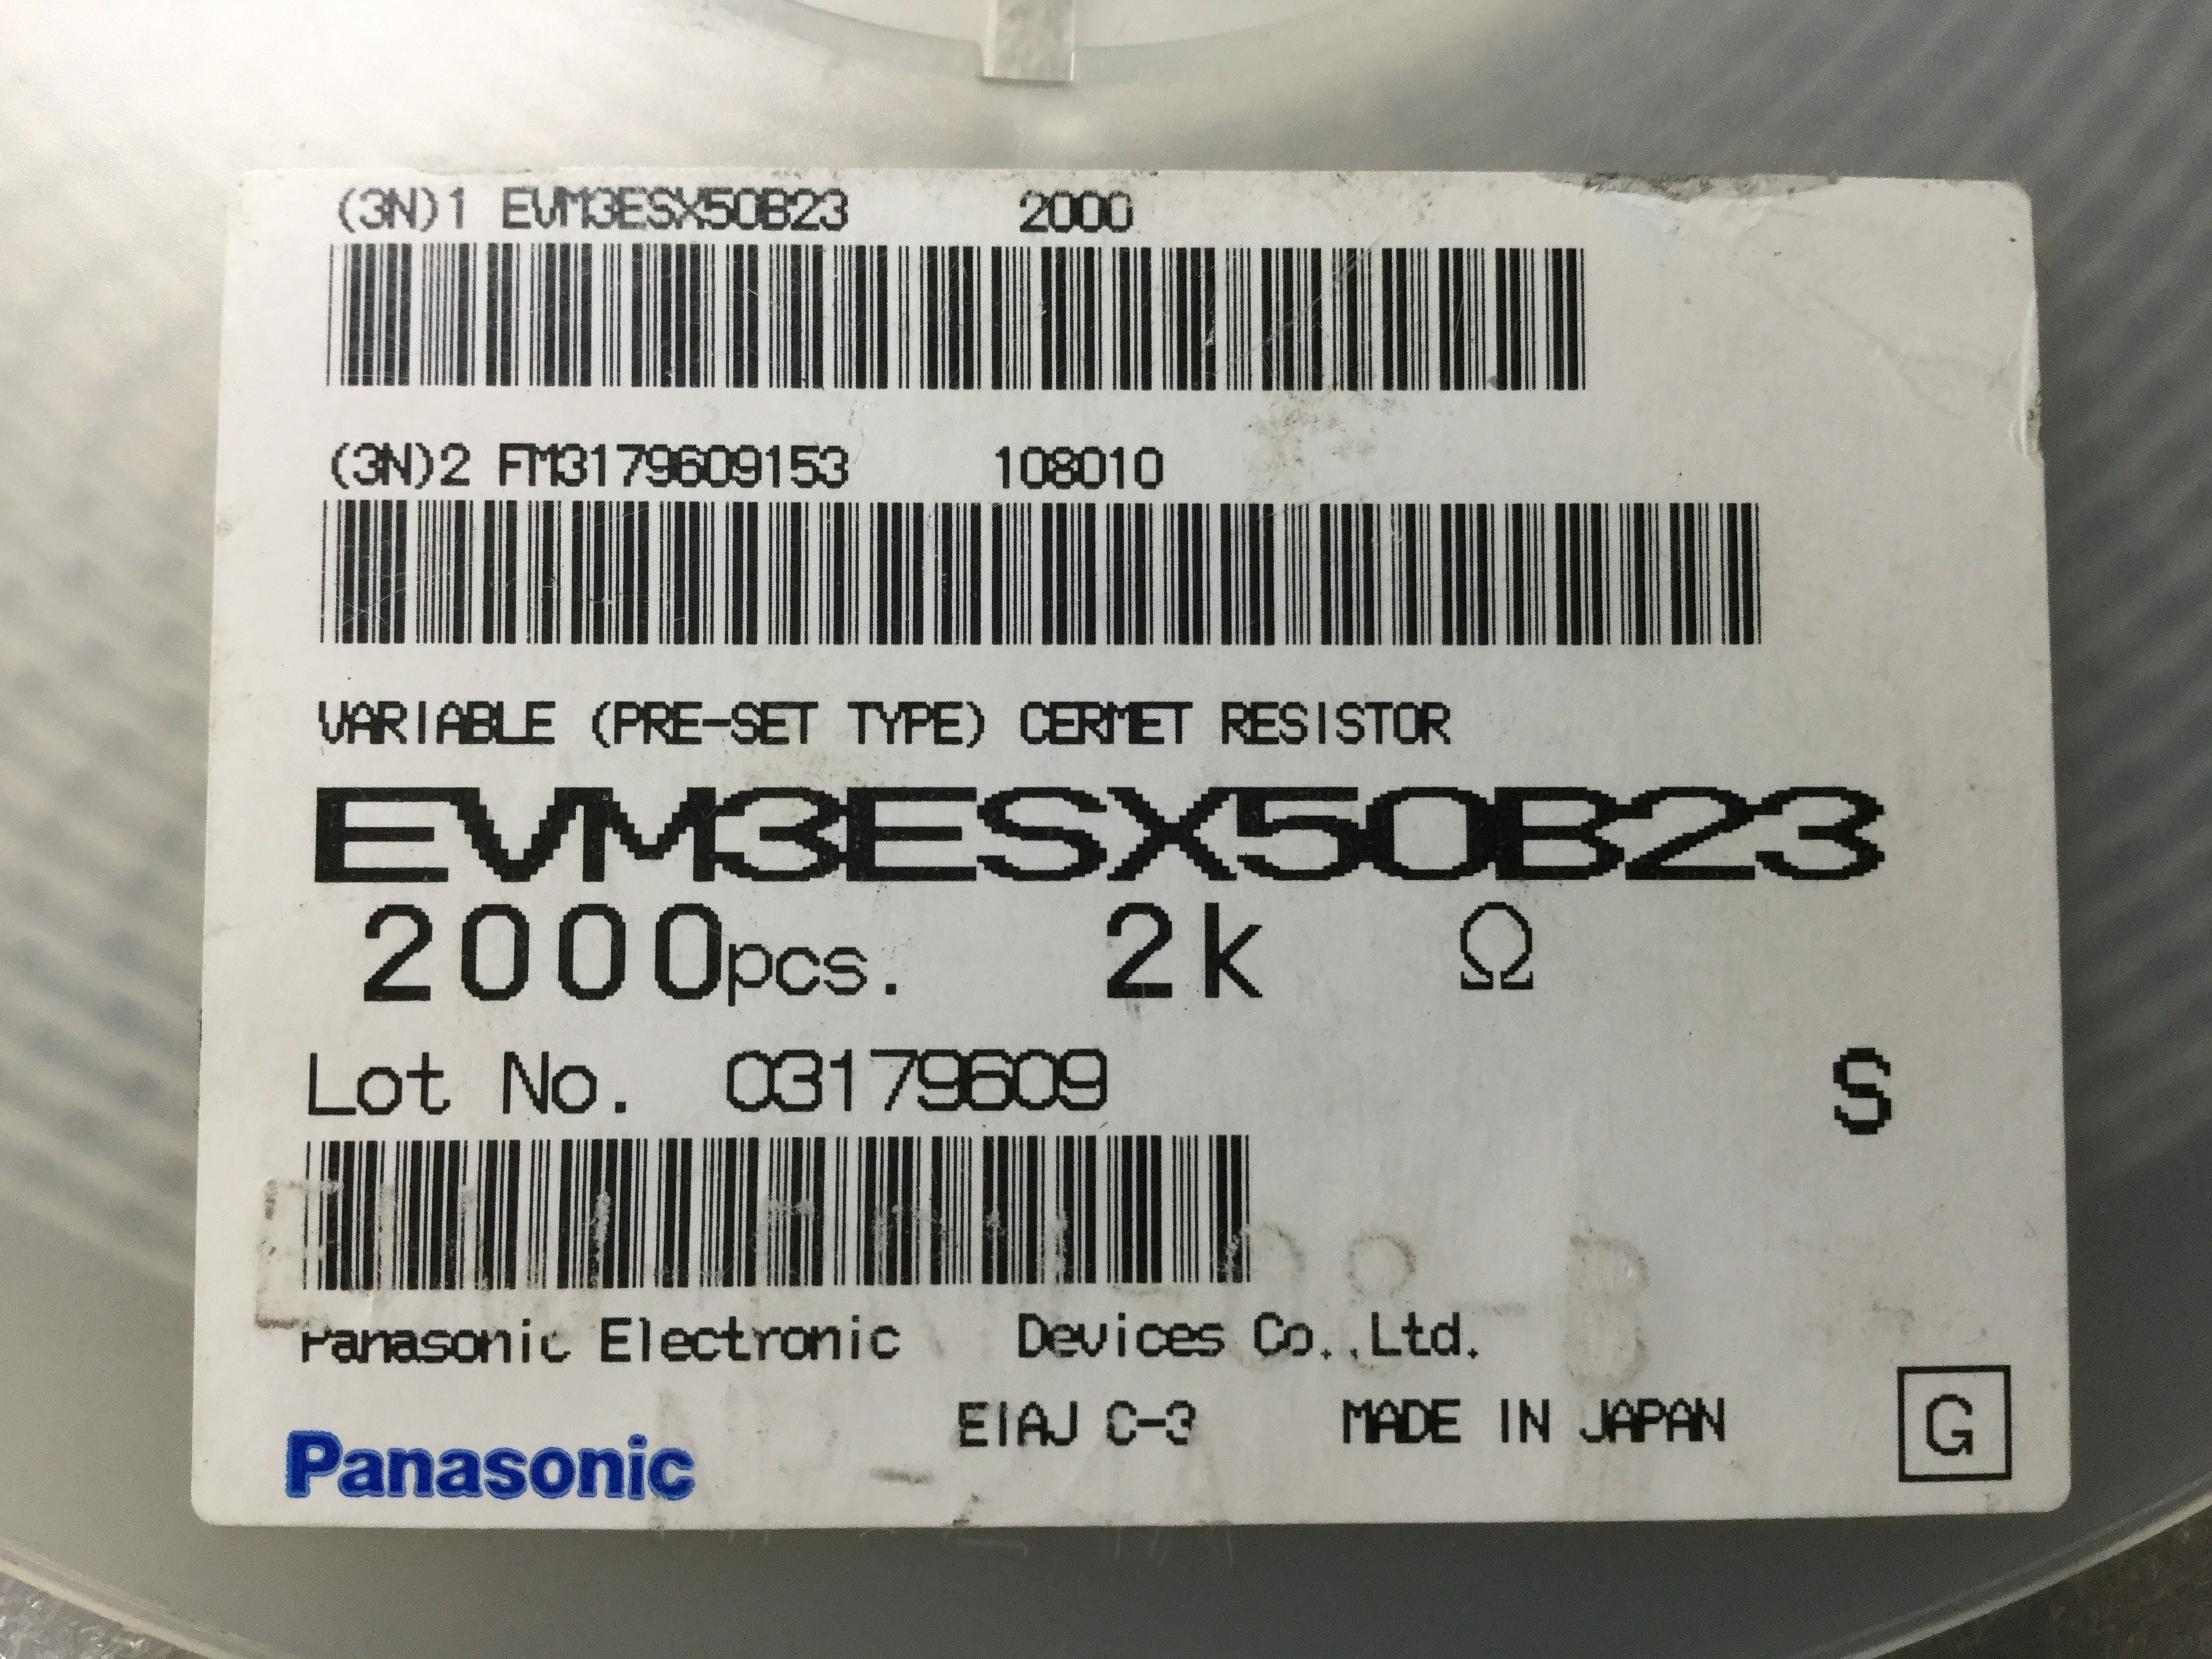 (3N)1 EVM3ESX50B23 2000
(3N)2 FM3179609153 108010
VARIABLE (PRE-SET TYPE) CERMET RESISTOR
EVM3ESX50B23
2000pcs. 2k Ω
Lot No. 03179609
S
Panasonic Electronic Devices Co.,Ltd.
EIAJ C-3 MADE IN JAPAN
G
Panasonic